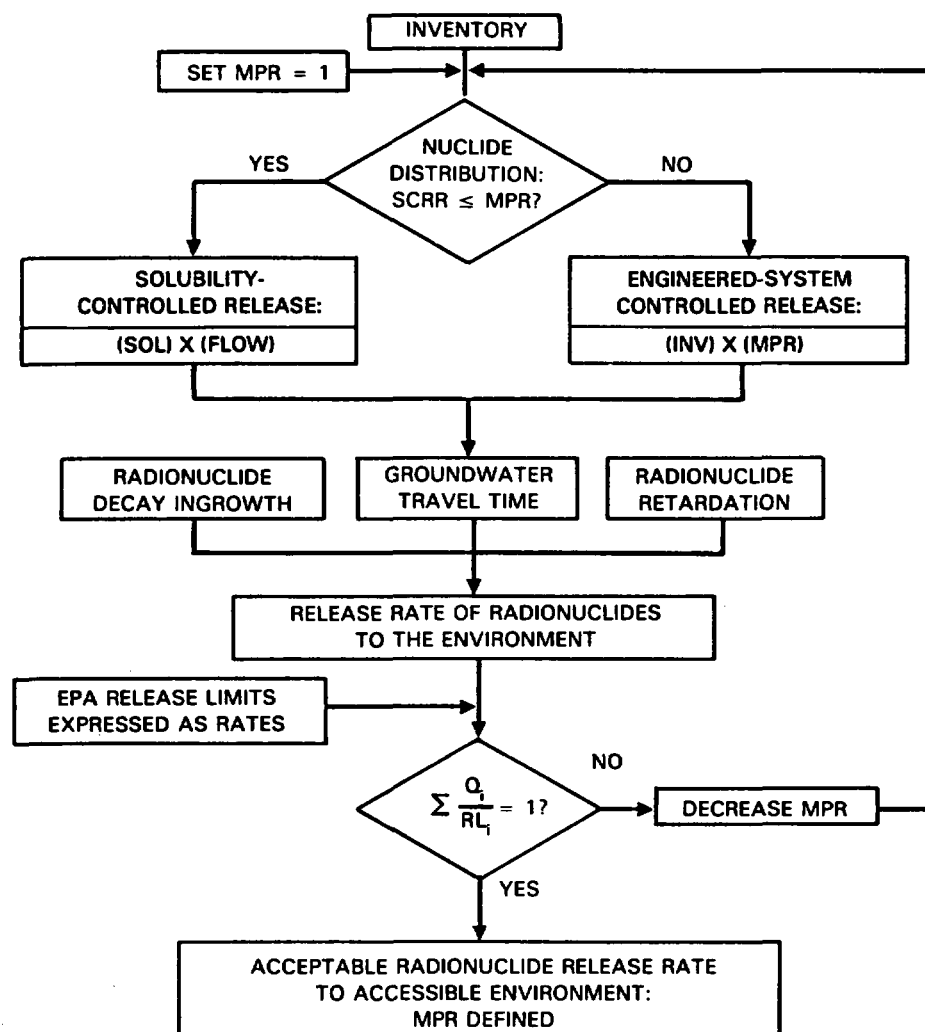 INVENTORY
SET MPR = 1
NUCLIDE
DISTRIBUTION:
SCRR ≤ MPR?
YES
NO
SOLUBILITY-
CONTROLLED RELEASE:
(SOL) X (FLOW)
ENGINEERED-SYSTEM
CONTROLLED RELEASE:
(INV) X (MPR)
RADIONUCLIDE
DECAY INGROWTH
GROUNDWATER
TRAVEL TIME
RADIONUCLIDE
RETARDATION
RELEASE RATE OF RADIONUCLIDES
TO THE ENVIRONMENT
EPA RELEASE LIMITS
EXPRESSED AS RATES
∑ Qi/RLi = 1?
NO
DECREASE MPR
YES
ACCEPTABLE RADIONUCLIDE RELEASE RATE
TO ACCESSIBLE ENVIRONMENT:
MPR DEFINED